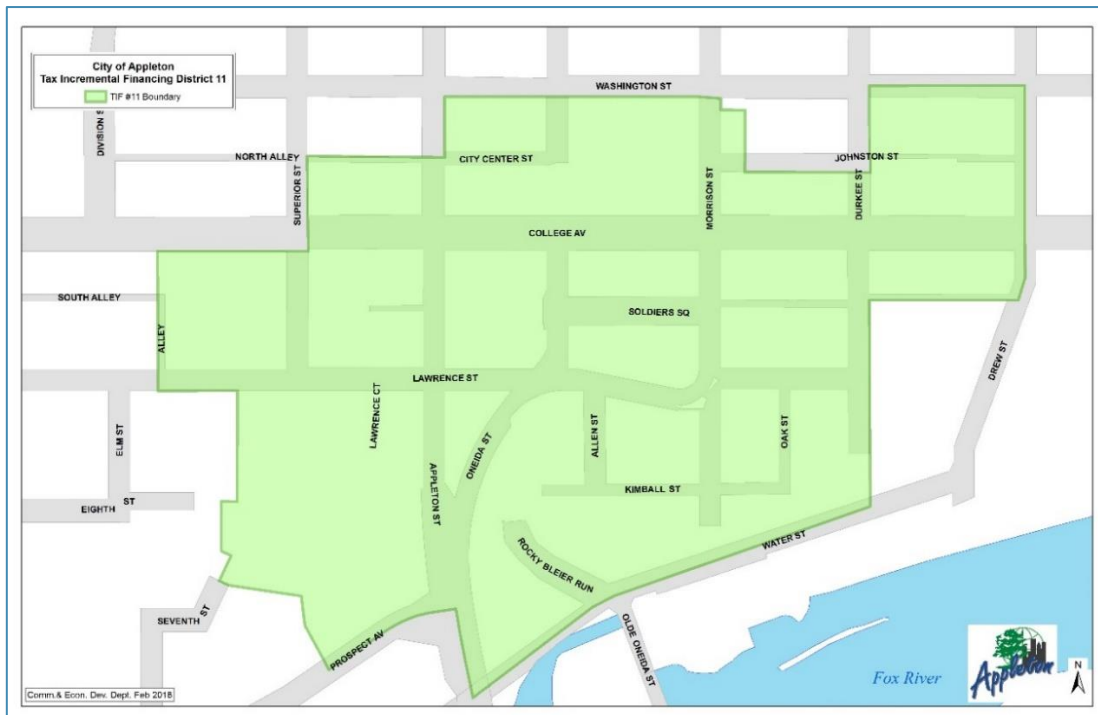 City of Appleton
Tax Incremental Financing District 11
TIF #11 Boundary
WASHINGTON ST
DIVISION S
NORTH ALLEY
CITY CENTER ST
JOHNSTON ST
SUPERIOR ST
MORRISON ST
DURKEE ST
COLLEGE AV
SOUTH ALLEY
SOLDIERS SQ
ALLEY
DREW ST
LAWRENCE ST
LAWRENCE CT
ELM ST
ONEIDA ST
ALLEN ST
OAK ST
APPLETON ST
KIMBALL ST
EIGHTH ST
WATER ST
ROCKY BLEIER RUN
SEVENTH ST
OLDE ONEIDA ST
PROSPECT AV
Fox River
Appleton
N
Comm.& Econ. Dev. Dept. Feb 2018